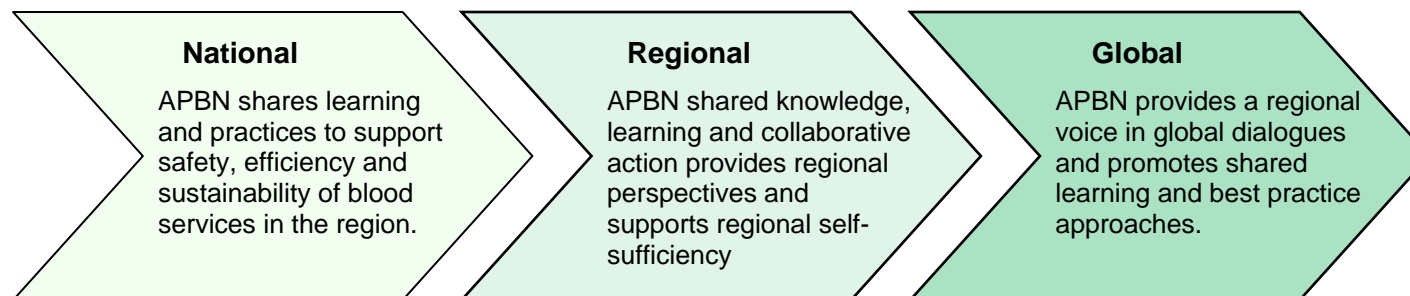 National
APBN shares learning
and practices to support
safety, efficiency and
sustainability of blood
services in the region.
Regional
APBN shared knowledge,
learning and collaborative
action provides regional
perspectives and
supports regional self-
sufficiency
Global
APBN provides a regional
voice in global dialogues
and promotes shared
learning and best practice
approaches.